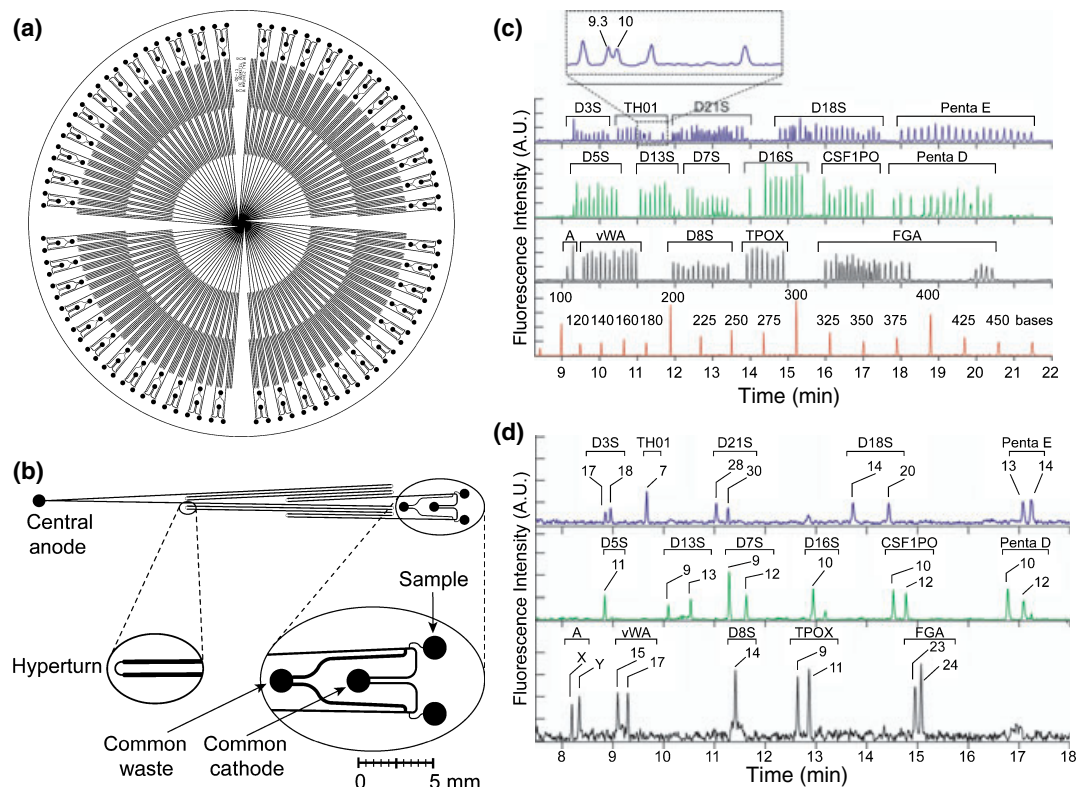 (a)
(b)
Central
anode
Hyperturn
Sample
Common
waste
Common
cathode
0 5 mm
(c)
9.3 10
D3S TH01 D21S D18S Penta E
D5S D13S D7S D16S CSF1PO Penta D
A vWA D8S TPOX FGA
100 200 300 400
120 140 160 180 225 250 275 325 350 375 425 450 bases
Fluorescence Intensity (A.U.)
9 10 11 12 13 14 15 16 17 18 19 20 21 22
Time (min)
(d)
D3S TH01 D21S D18S Penta E
17 18 7 28 30 14 20 13 14
D5S D13S D7S D16S CSF1PO Penta D
11 9 13 9 12 10 10 12 10 12
A vWA D8S TPOX FGA
X Y 15 17 14 9 11 23 24
Fluorescence Intensity (A.U.)
8 9 10 11 12 13 14 15 16 17 18
Time (min)